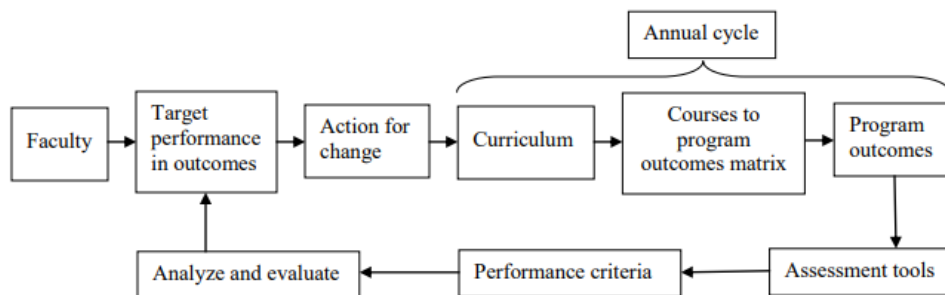 Annual cycle
Faculty
Target
performance
in outcomes
Action for
change
Curriculum
Courses to
program
outcomes matrix
Program
outcomes
Analyze and evaluate
Performance criteria
Assessment tools